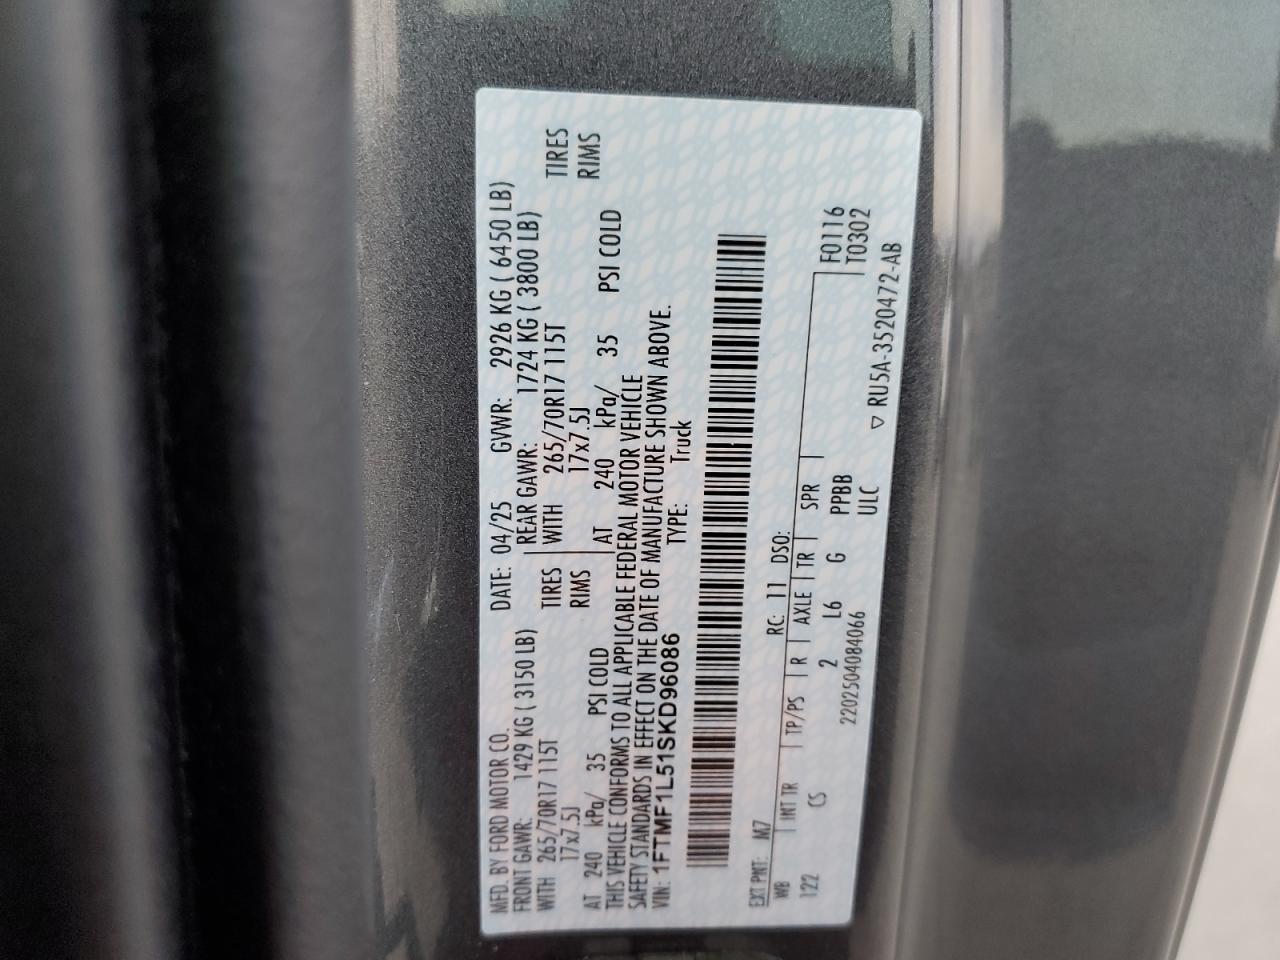 MFD. BY FORD MOTOR CO. DATE: 04/25 GVWR: 2926 KG ( 6450 LB)
FRONT GAWR: 1429 KG ( 3150 LB) REAR GAWR: 1724 KG ( 3800 LB)
WITH 265/70R17 115T TIRES WITH 265/70R17 115T TIRES
17x7.5J RIMS 17x7.5J RIMS
AT 240 kPa/ 35 PSI COLD AT 240 kPa/ 35 PSI COLD
THIS VEHICLE CONFORMS TO ALL APPLICABLE FEDERAL MOTOR VEHICLE
SAFETY STANDARDS IN EFFECT ON THE DATE OF MANUFACTURE SHOWN ABOVE.
VIN: 1FTMF1L51SKD96086 TYPE: Truck
EXT PNT: M7 RC: 11 DSO: F0116
WB INT TR TP/PS R AXLE TR SPR T0302
122 CS 2 L6 G PPBB
2202504084066 ULC ▽ RU5A-3520472-AB